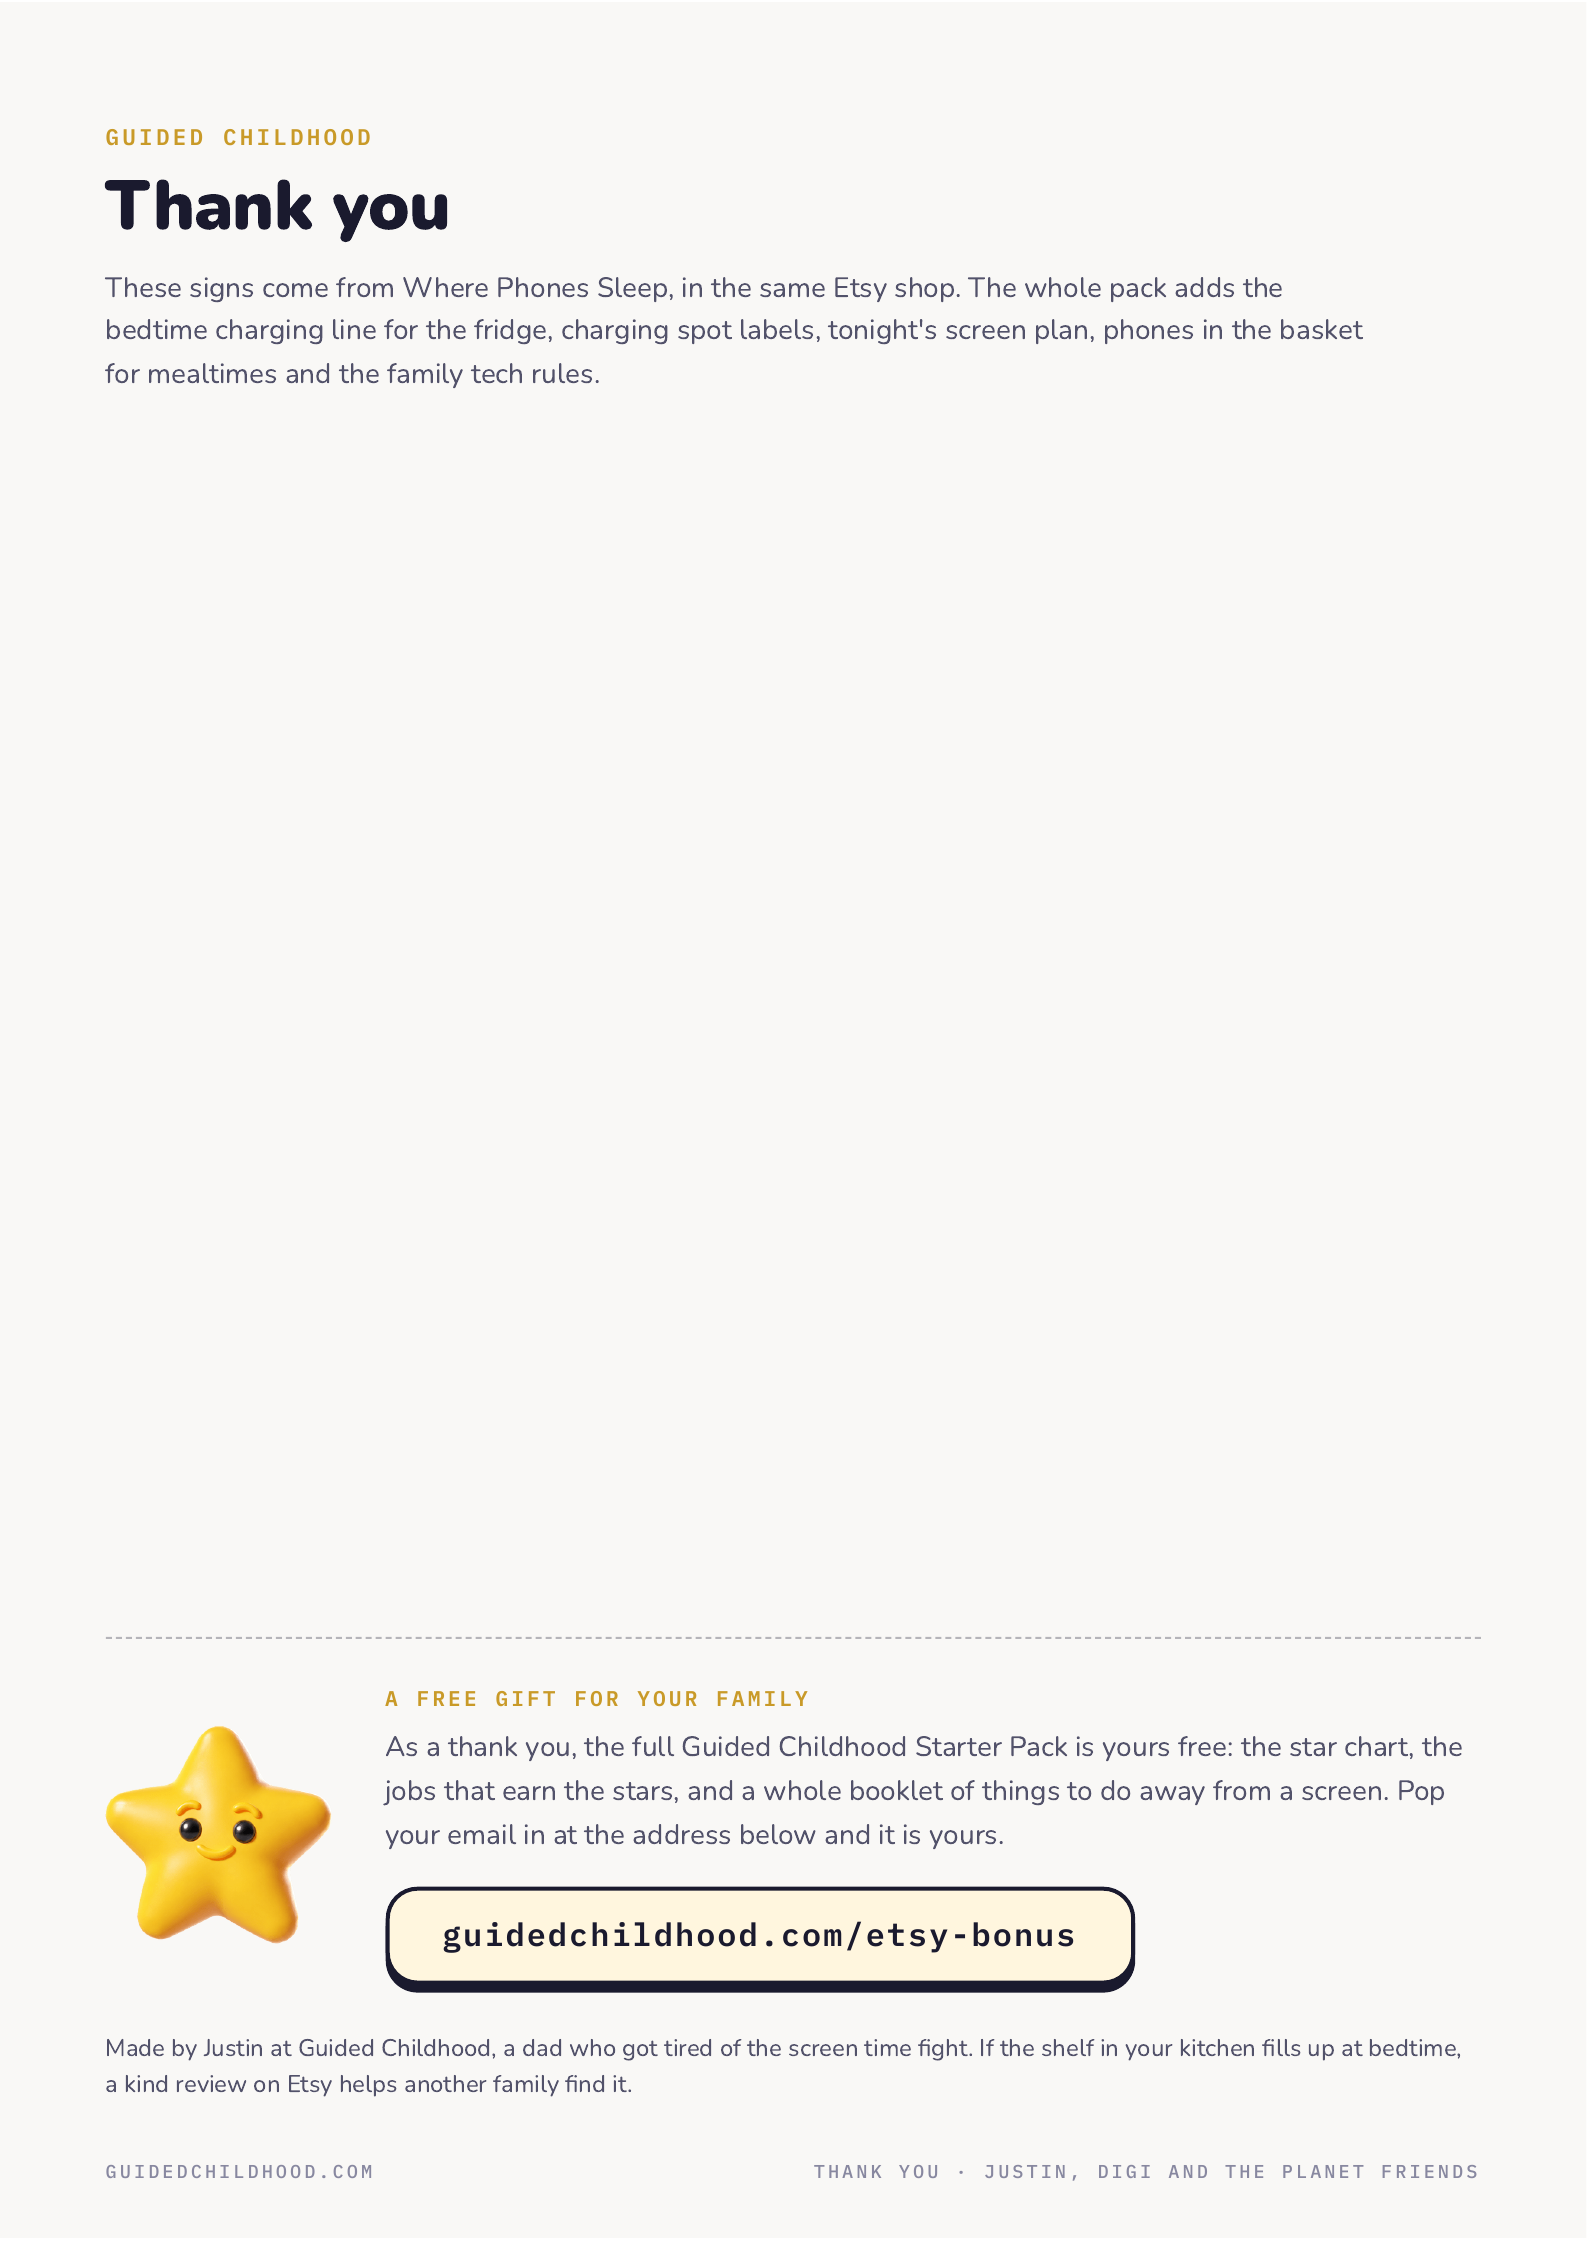 GUIDED CHILDHOOD
Thank you
These signs come from Where Phones Sleep, in the same Etsy shop. The whole pack adds the
bedtime charging line for the fridge, charging spot labels, tonight's screen plan, phones in the basket
for mealtimes and the family tech rules.
A FREE GIFT FOR YOUR FAMILY
As a thank you, the full Guided Childhood Starter Pack is yours free: the star chart, the
jobs that earn the stars, and a whole booklet of things to do away from a screen. Pop
your email in at the address below and it is yours.
guidedchildhood.com/etsy-bonus
Made by Justin at Guided Childhood, a dad who got tired of the screen time fight. If the shelf in your kitchen fills up at bedtime,
a kind review on Etsy helps another family find it.
GUIDEDCHILDHOOD.COM
THANK YOU · JUSTIN, DIGI AND THE PLANET FRIENDS